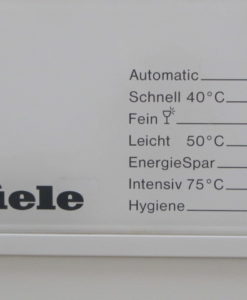 Automatic
Schnell 40°C
Fein
Leicht 50°C
EnergieSpar
Intensiv 75°C
Hygiene
iele